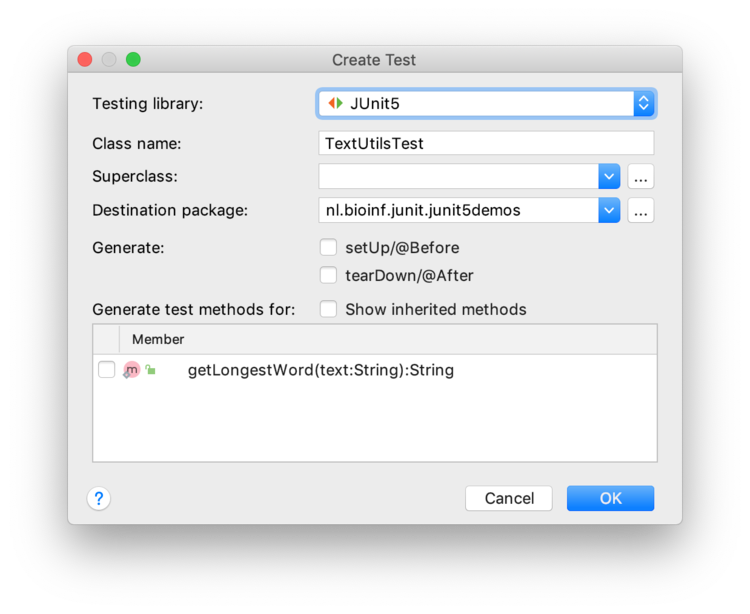 Create Test
Testing library: JUnit5
Class name: TextUtilsTest
Superclass: ...
Destination package: nl.bioinf.junit.junit5demos ...
Generate: setUp/@Before
tearDown/@After
Generate test methods for: Show inherited methods
Member
m getLongestWord(text:String):String
? Cancel OK